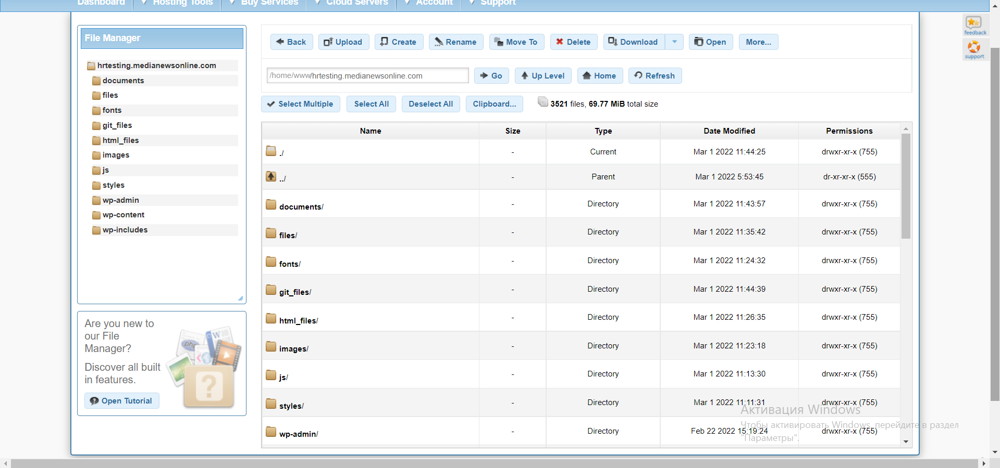 Dashboard Hosting Tools Buy Services Cloud Servers Account Support
feedback
support
File Manager
hrtesting.medianewsonline.com
documents
files
fonts
git_files
html_files
images
js
styles
wp-admin
wp-content
wp-includes
Are you new to
our File
Manager?
Discover all built
in features.
Open Tutorial
php
W
?
Back Upload Create Rename Move To Delete Download Open More...
/home/www/hrtesting.medianewsonline.com Go Up Level Home Refresh
Select Multiple Select All Deselect All Clipboard... 3521 files, 69.77 MiB total size
Name Size Type Date Modified Permissions
./ - Current Mar 1 2022 11:44:25 drwxr-xr-x (755)
../ - Parent Mar 1 2022 5:53:45 dr-xr-xr-x (555)
documents/ - Directory Mar 1 2022 11:43:57 drwxr-xr-x (755)
files/ - Directory Mar 1 2022 11:35:42 drwxr-xr-x (755)
fonts/ - Directory Mar 1 2022 11:24:32 drwxr-xr-x (755)
git_files/ - Directory Mar 1 2022 11:44:39 drwxr-xr-x (755)
html_files/ - Directory Mar 1 2022 11:26:35 drwxr-xr-x (755)
images/ - Directory Mar 1 2022 11:23:18 drwxr-xr-x (755)
js/ - Directory Mar 1 2022 11:13:30 drwxr-xr-x (755)
styles/ - Directory Mar 1 2022 11:11:31 drwxr-xr-x (755)
wp-admin/ - Directory Feb 22 2022 15:19:24 drwxr-xr-x (755)
Активация Windows
Чтобы активировать Windows, перейдите в раздел
"Параметры".